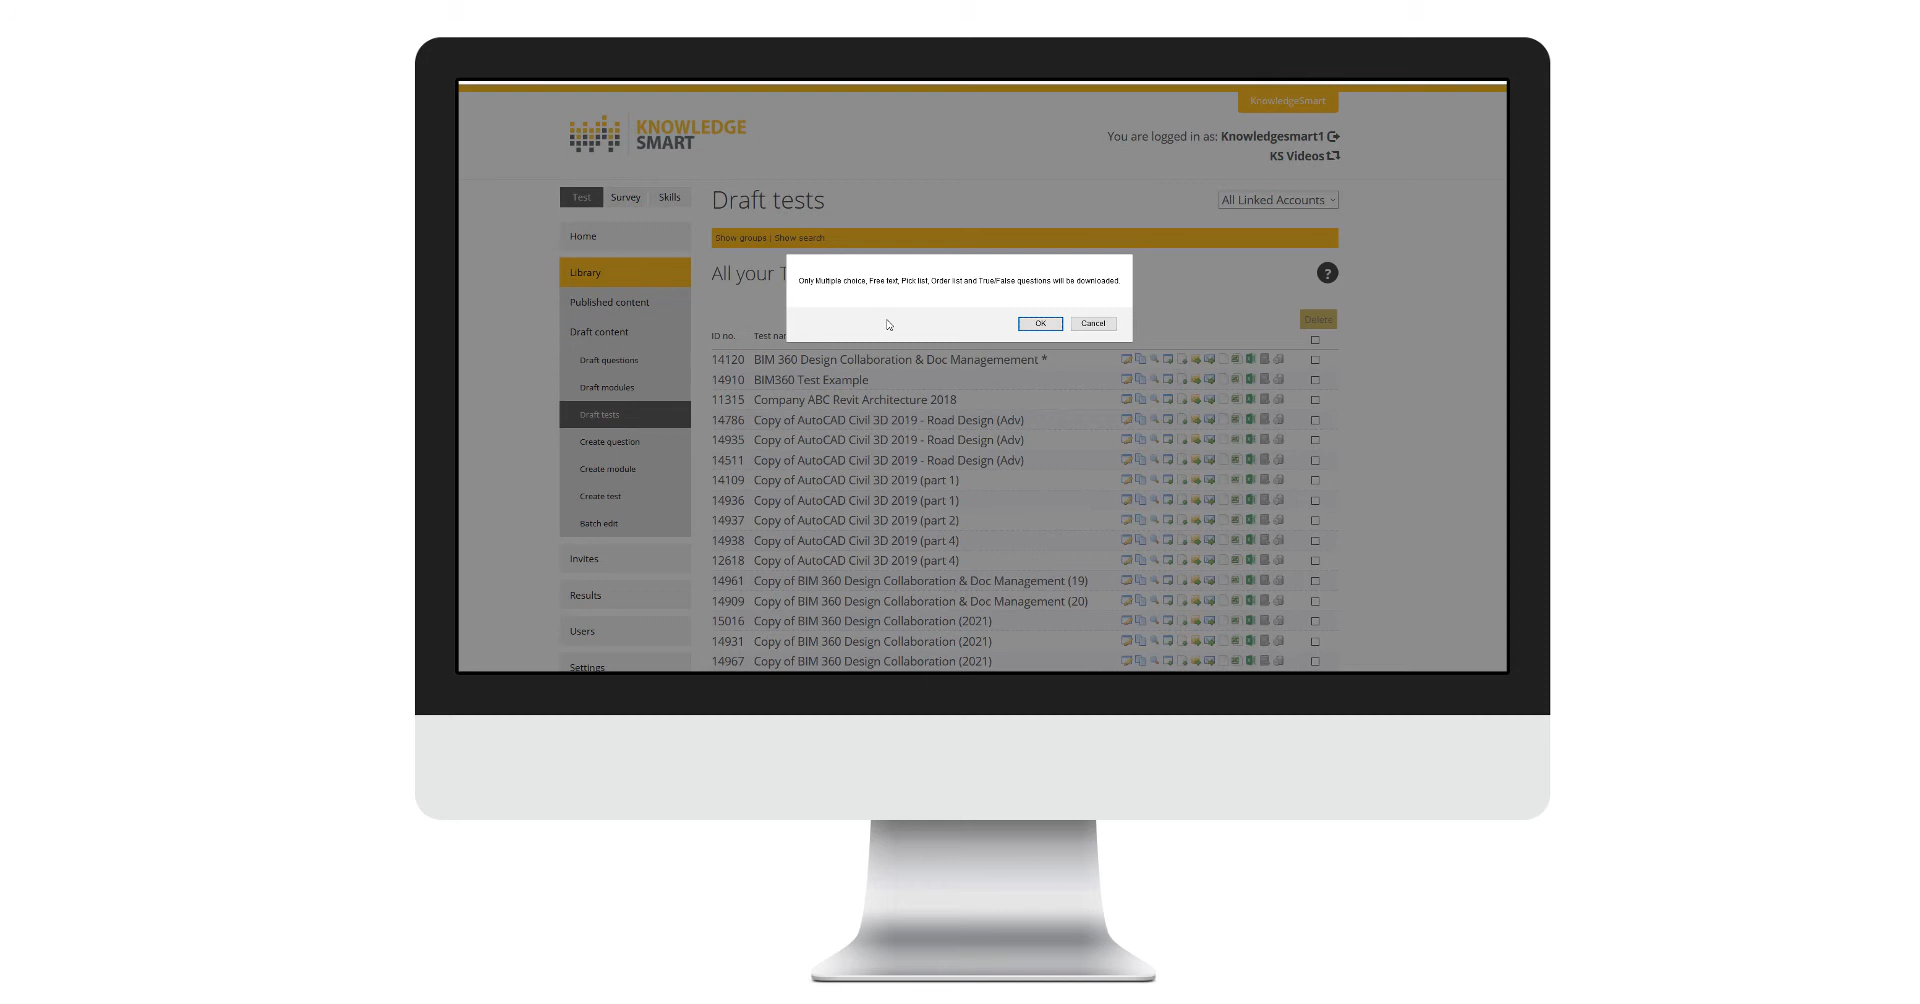 KnowledgeSmart
KNOWLEDGE
SMART
You are logged in as: Knowledgesmart1
KS Videos
Test Survey Skills
Draft tests
All Linked Accounts
Home
Show groups | Show search
Library
All your T
Only Multiple choice, Free text, Pick list, Order list and True/False questions will be downloaded.
?
OK Cancel
Published content
Draft content
Delete
ID no. Test na
14120 BIM 360 Design Collaboration & Doc Managemement *
14910 BIM360 Test Example
11315 Company ABC Revit Architecture 2018
14786 Copy of AutoCAD Civil 3D 2019 - Road Design (Adv)
14935 Copy of AutoCAD Civil 3D 2019 - Road Design (Adv)
14511 Copy of AutoCAD Civil 3D 2019 - Road Design (Adv)
14109 Copy of AutoCAD Civil 3D 2019 (part 1)
14936 Copy of AutoCAD Civil 3D 2019 (part 1)
14937 Copy of AutoCAD Civil 3D 2019 (part 2)
14938 Copy of AutoCAD Civil 3D 2019 (part 4)
12618 Copy of AutoCAD Civil 3D 2019 (part 4)
14961 Copy of BIM 360 Design Collaboration & Doc Management (19)
14909 Copy of BIM 360 Design Collaboration & Doc Management (20)
15016 Copy of BIM 360 Design Collaboration (2021)
14931 Copy of BIM 360 Design Collaboration (2021)
14967 Copy of BIM 360 Design Collaboration (2021)
Draft questions
Draft modules
Draft tests
Create question
Create module
Create test
Batch edit
Invites
Results
Users
Settings